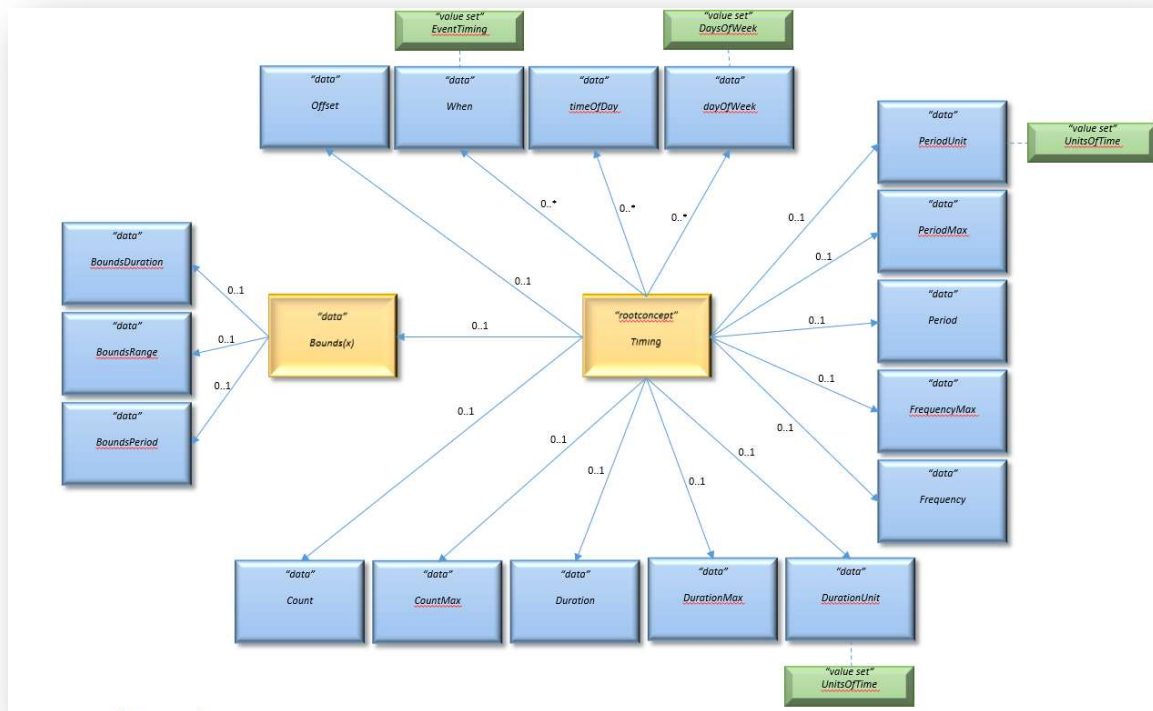 “value set”
EventTiming
“value set”
DaysOfWeek
“data”
Offset
“data”
When
“data”
timeOfDay
“data”
dayOfWeek
“data”
PeriodUnit
“value set”
UnitsOfTime
0..*
0..*
0..*
0..1
“data”
PeriodMax
0..1
“data”
BoundsDuration
0..1
0..1
“data”
Bounds(x)
0..1
“rootconcept”
Timing
0..1
“data”
Period
“data”
BoundsRange
0..1
0..1
“data”
BoundsPeriod
0..1
“data”
FrequencyMax
0..1
0..1
0..1
0..1
0..1
0..1
“data”
Frequency
“data”
Count
“data”
CountMax
“data”
Duration
“data”
DurationMax
“data”
DurationUnit
“value set”
UnitsOfTime